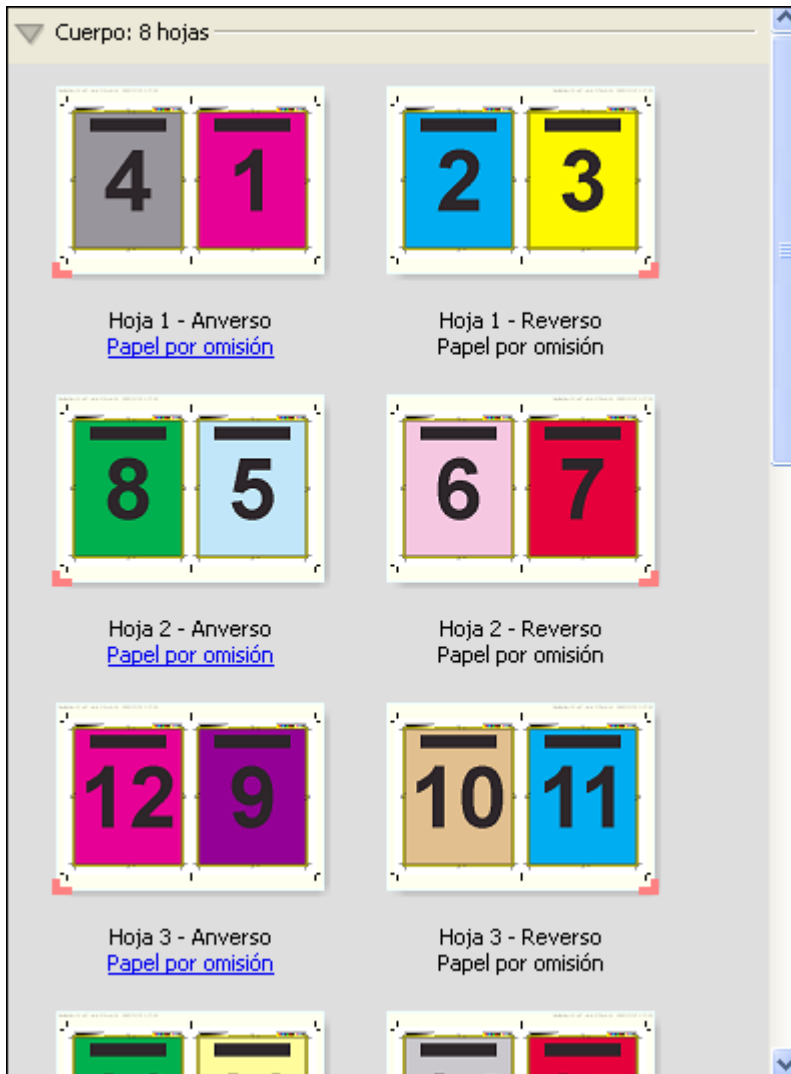 Cuerpo: 8 hojas
4 1
2 3
Hoja 1 - Anverso
Papel por omisión
Hoja 1 - Reverso
Papel por omisión
8 5
6 7
Hoja 2 - Anverso
Papel por omisión
Hoja 2 - Reverso
Papel por omisión
12 9
10 11
Hoja 3 - Anverso
Papel por omisión
Hoja 3 - Reverso
Papel por omisión